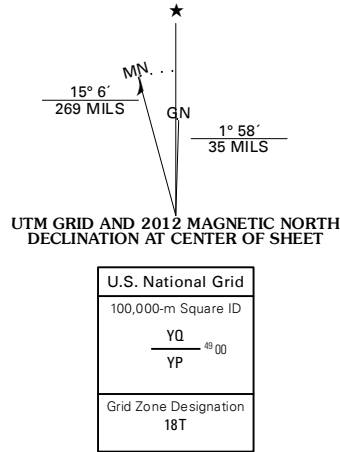 ★
MN
15° 6´
269 MILS
GN
1° 58´
35 MILS
UTM GRID AND 2012 MAGNETIC NORTH
DECLINATION AT CENTER OF SHEET
U.S. National Grid
100,000-m Square ID
YQ
YP
49 00
Grid Zone Designation
18T